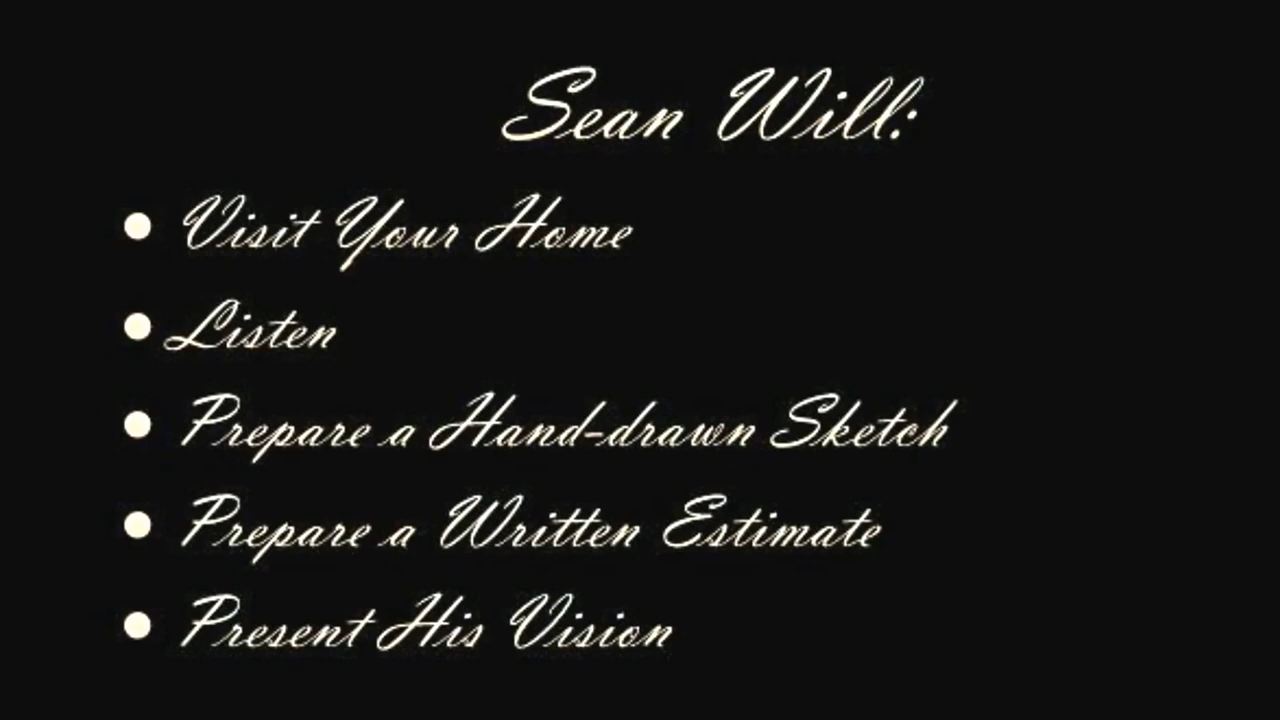 Sean Will:
• Visit Your Home
• Listen
• Prepare a Hand-drawn Sketch
• Prepare a Written Estimate
• Present His Vision